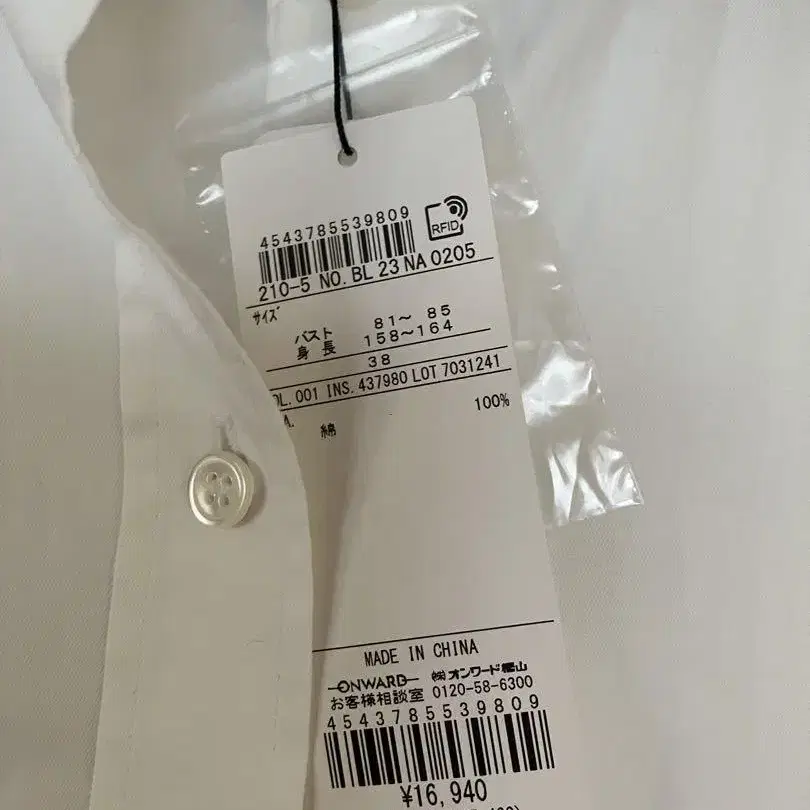 4543785539809
RFID
210-5 NO.BL 23 NA 0205
サイズ
バスト 81～ 85
身長 158～164
38
OL.001 INS.437980 LOT 7031241
綿 100%
MADE IN CHINA
ONWARD ㈱オンワード樫山
お客様相談室 0120-58-6300
4543785539809
¥16,940